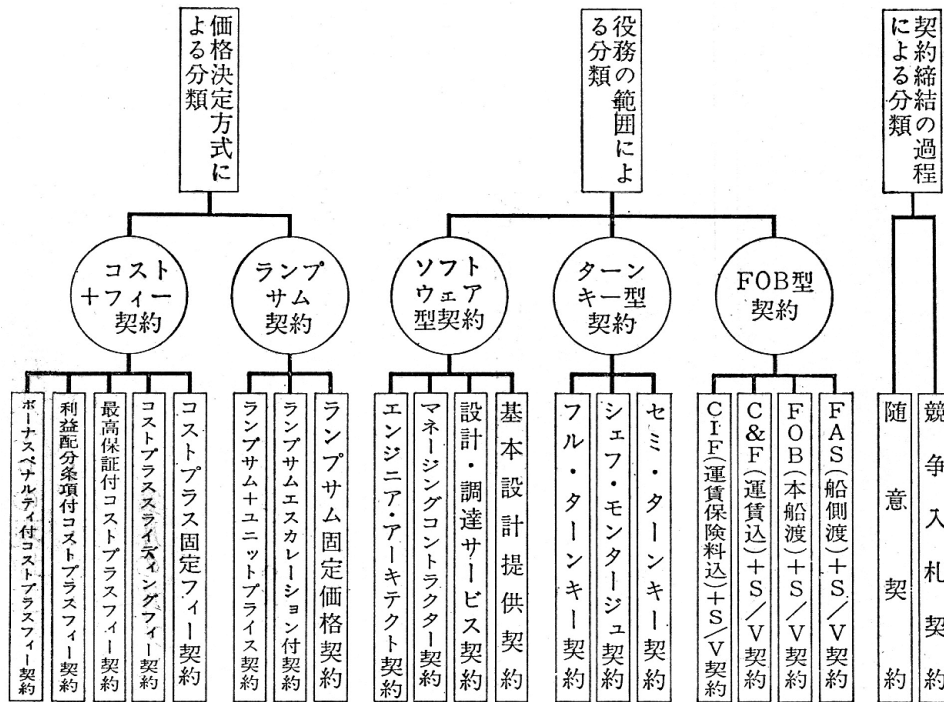 契約締結の過程
による分類
役務の範囲によ
る分類
価格決定方式に
よる分類
FOB型
契約
ターン
キー型
契約
ソフト
ウェア
型契約
ランプ
サム
契約
コスト
+フィー
契約
競争入札契約
随意契約
FAS(船側渡)+S/V契約
FOB(本船渡)+S/V契約
C&F(運賃込)+S/V契約
CIF(運賃保険料込)+S/V契約
セミ・ターンキー契約
シェフ・モンタージュ契約
フル・ターンキー契約
基本設計提供契約
設計・調達サービス契約
マネージングコントラクター契約
エンジニア・アーキテクト契約
ランプサム固定価格契約
ランプサムエスカレーション付契約
ランプサム+ユニットプライス契約
コストプラス固定フィー契約
コストプラススライディングフィー契約
最高保証付コストプラスフィー契約
利益配分条項付コストプラスフィー契約
ボーナスペナルティ付コストプラスフィー契約